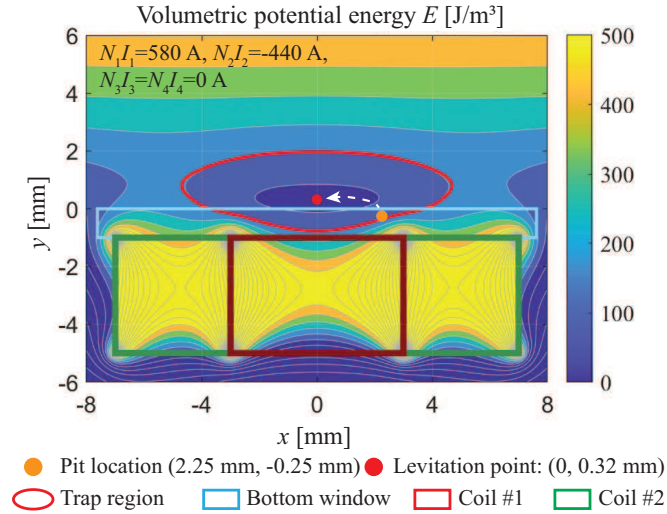 Volumetric potential energy E [J/m³]
N₁I₁=580 A, N₂I₂=-440 A,
N₃I₃=N₄I₄=0 A
6
4
2
0
-2
-4
-6
y [mm]
-8
-4
0
4
8
x [mm]
500
400
300
200
100
0
Pit location (2.25 mm, -0.25 mm)
Levitation point: (0, 0.32 mm)
Trap region
Bottom window
Coil #1
Coil #2